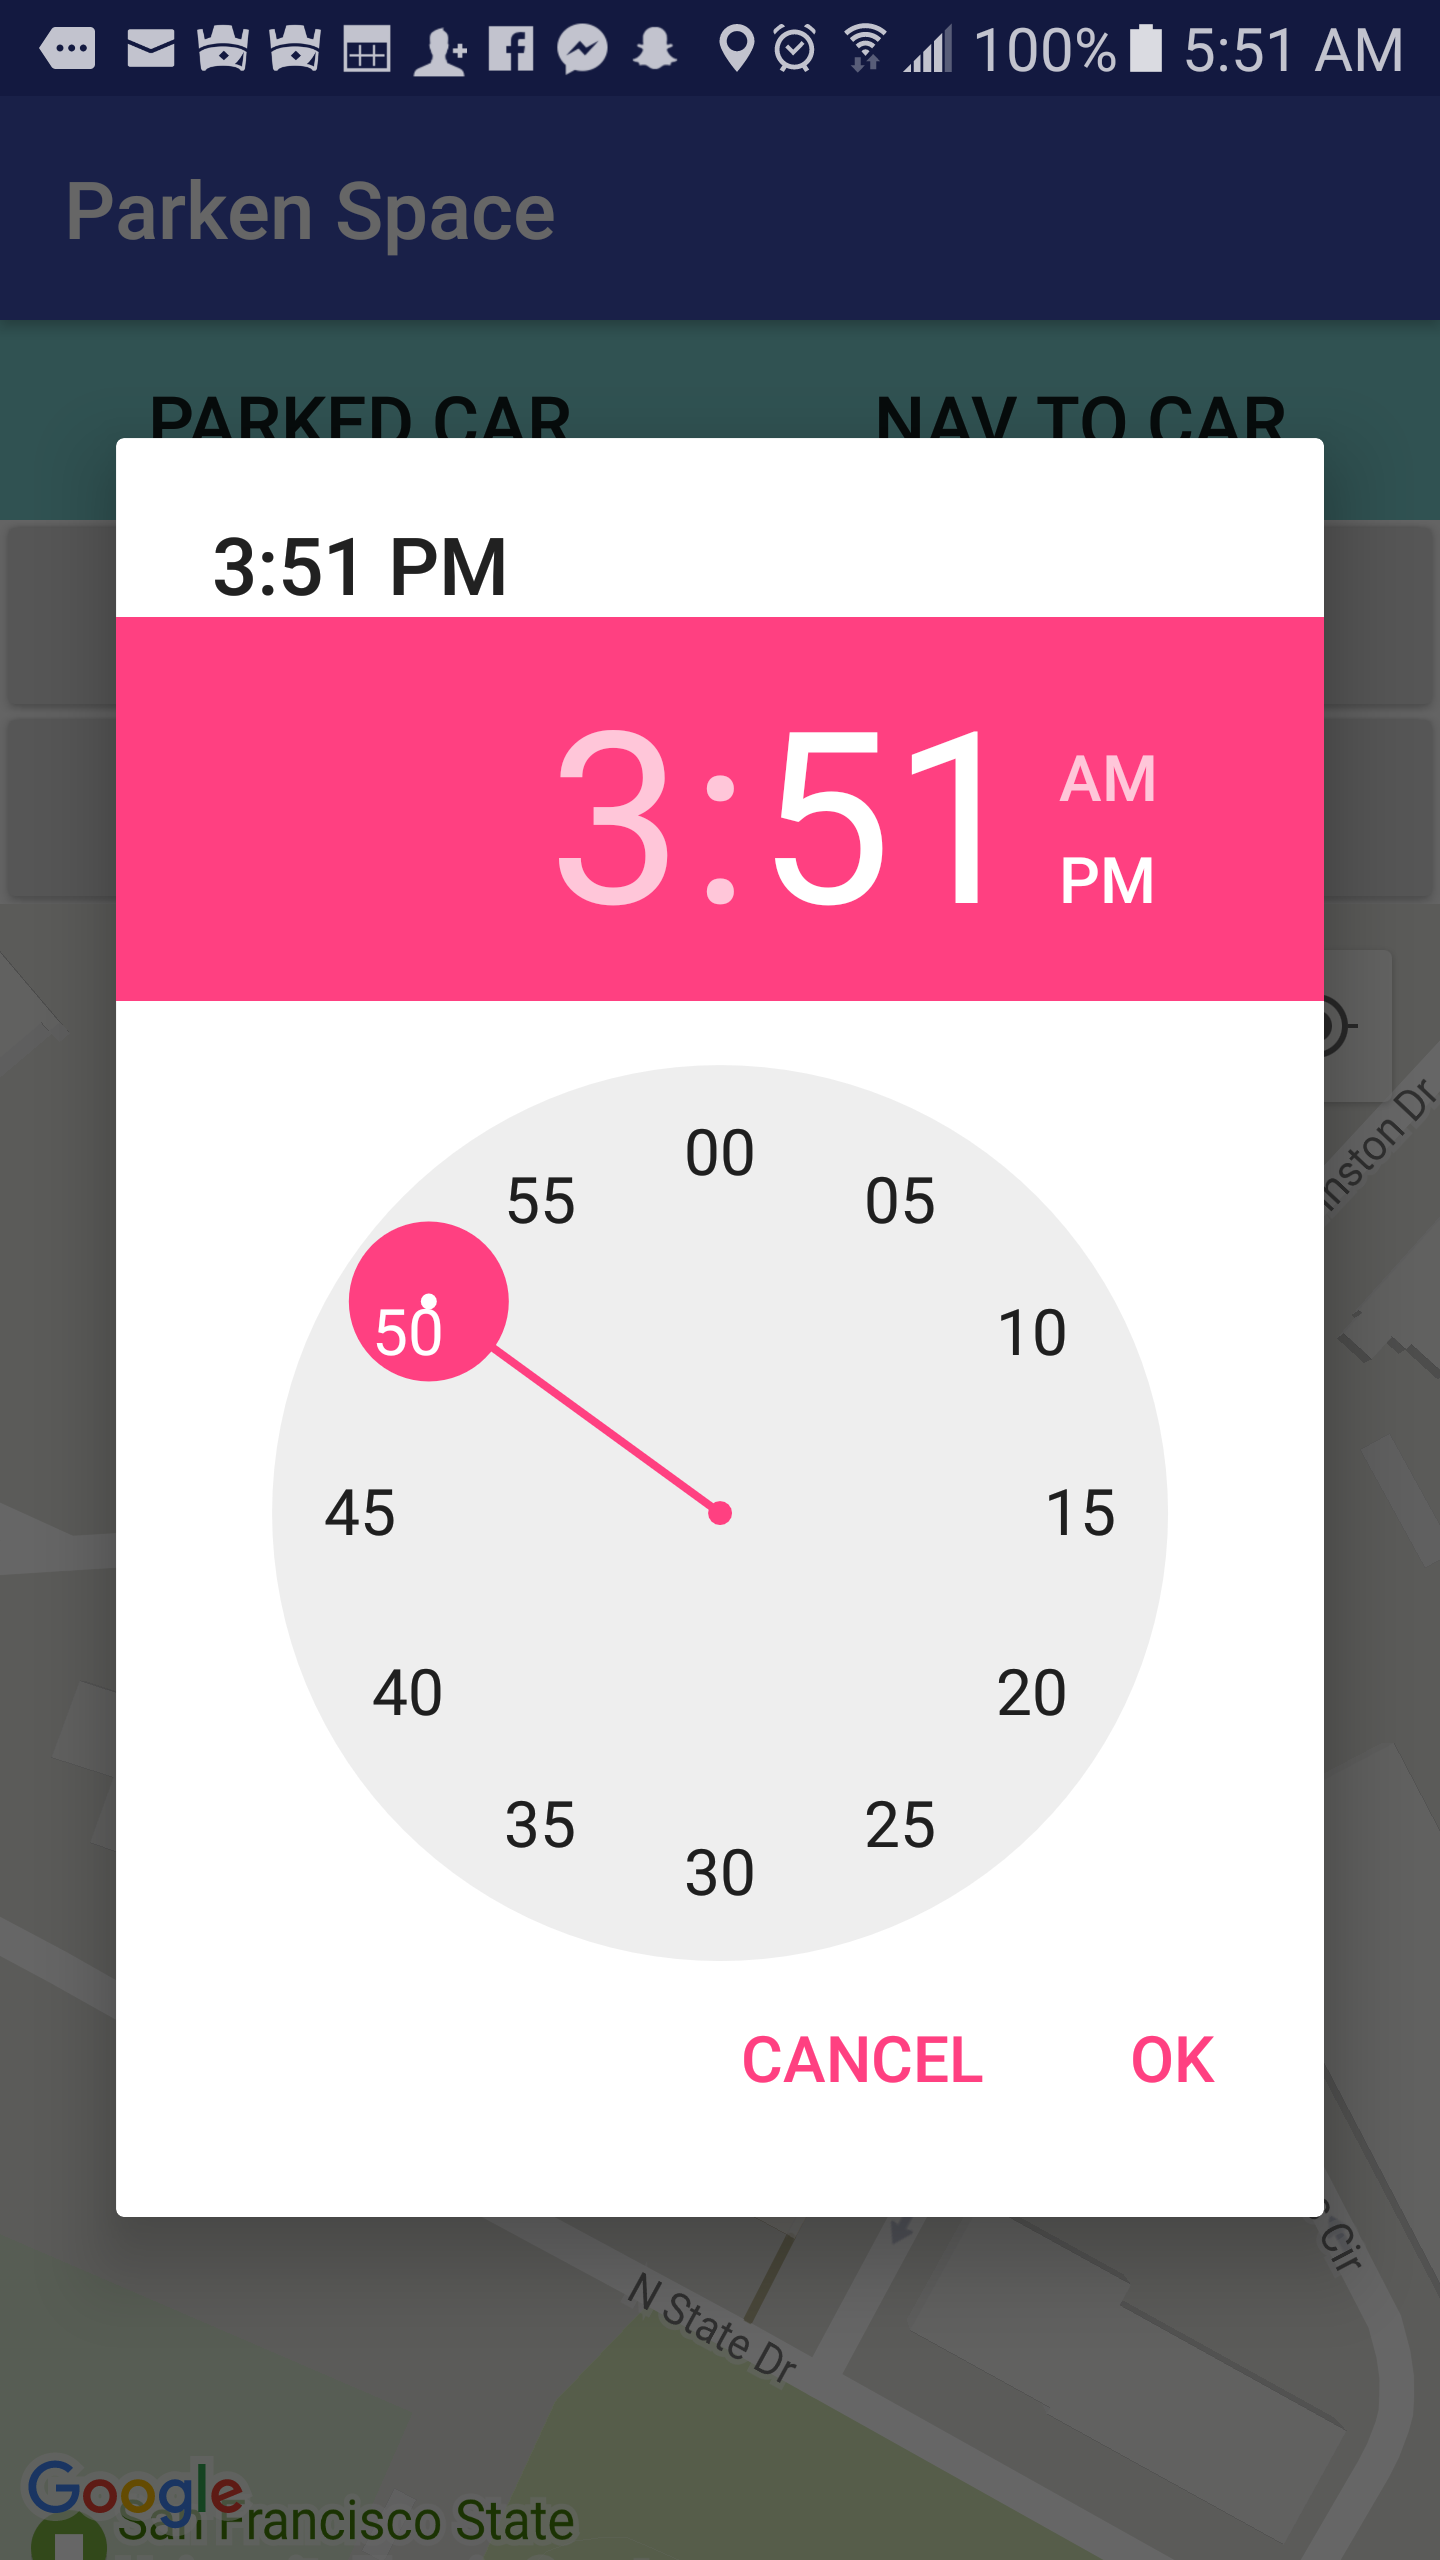 100% 5:51 AM
Parken Space
PARKED CAR NAV TO CAR
3:51 PM
3:51 AM
PM
00
55 05
50 10
45 15
40 20
35 25
30
CANCEL OK
N State Dr
Cir
Google
San Francisco State